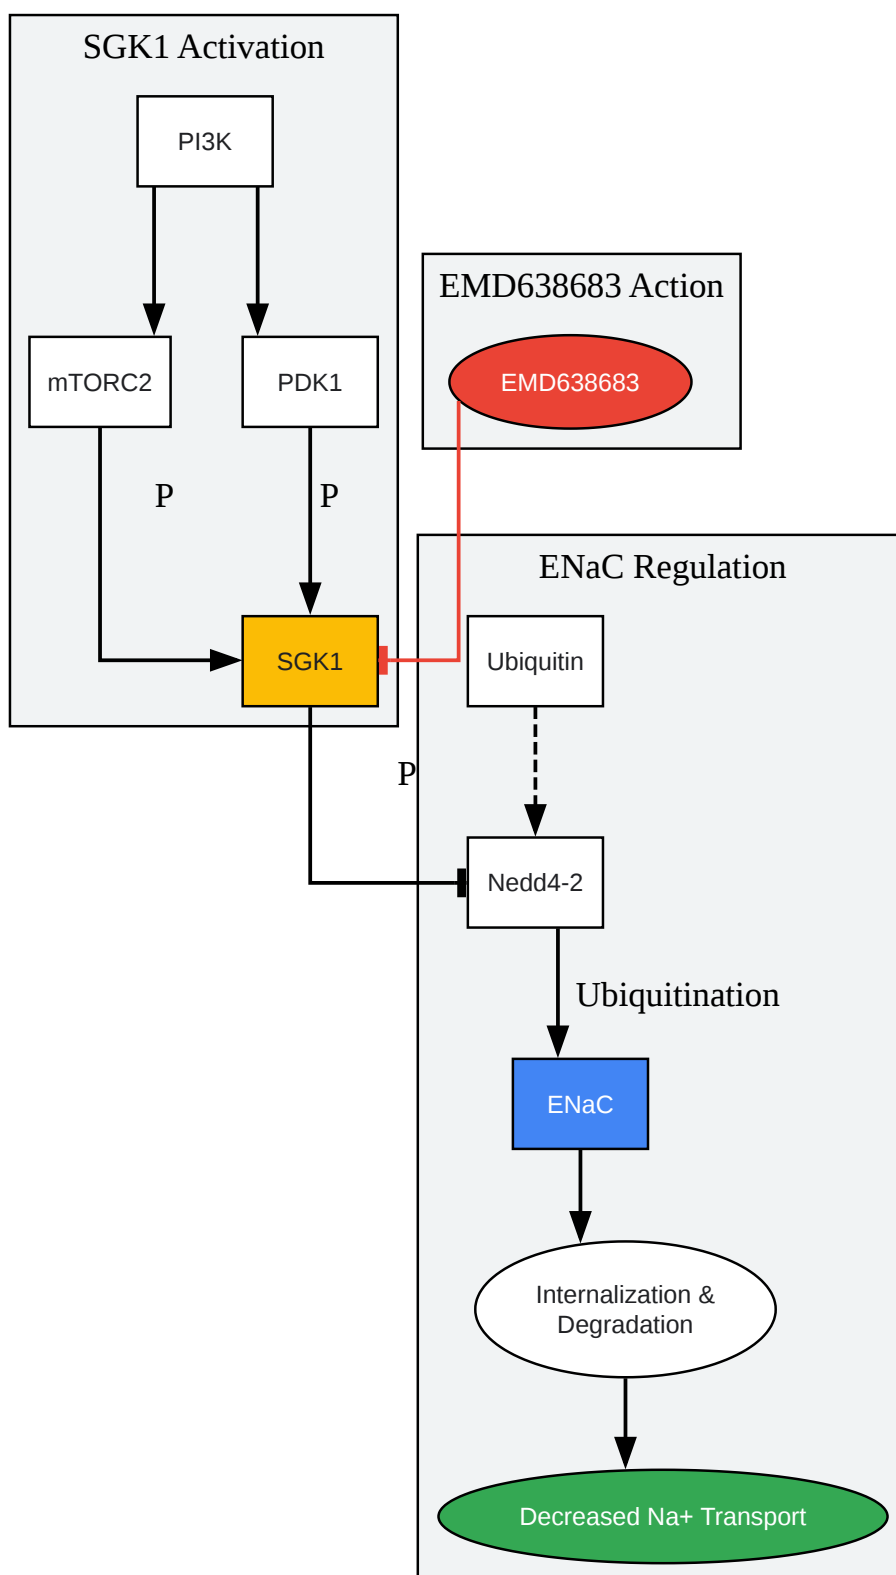 SGK1 Activation
PI3K
EMD638683 Action
mTORC2
PDK1
EMD638683
P
P
ENaC Regulation
SGK1
Ubiquitin
P
Nedd4-2
Ubiquitination
ENaC
Internalization &
Degradation
Decreased Na+ Transport